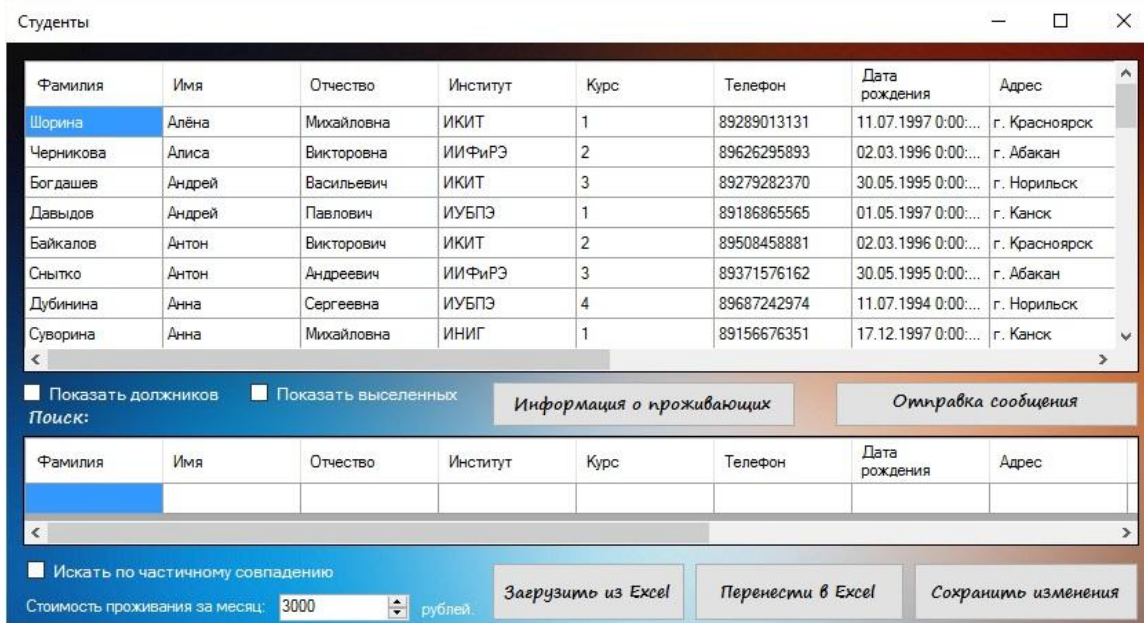 Студенты
Фамилия Имя Отчество Институт Курс Телефон Дата рождения Адрес
Шорина Алёна Михайловна ИКИТ 1 89289013131 11.07.1997 0:00:... г. Красноярск
Черникова Алиса Викторовна ИИФиРЭ 2 89626295893 02.03.1996 0:00:... г. Абакан
Богдашев Андрей Васильевич ИКИТ 3 89279282370 30.05.1995 0:00:... г. Норильск
Давыдов Андрей Павлович ИУБПЭ 1 89186865565 01.05.1997 0:00:... г. Канск
Байкалов Антон Викторович ИКИТ 2 89508458881 02.03.1996 0:00:... г. Красноярск
Снытко Антон Андреевич ИИФиРЭ 3 89371576162 30.05.1995 0:00:... г. Абакан
Дубинина Анна Сергеевна ИУБПЭ 4 89687242974 11.07.1994 0:00:... г. Норильск
Суворина Анна Михайловна ИНИГ 1 89156676351 17.12.1997 0:00:... г. Канск
Показать должников Показать выселенных Информация о проживающих Отправка сообщения
Поиск:
Фамилия Имя Отчество Институт Курс Телефон Дата рождения Адрес
Искать по частичному совпадению
Загрузить из Excel Перенести в Excel Сохранить изменения
Стоимость проживания за месяц: 3000 рублей.